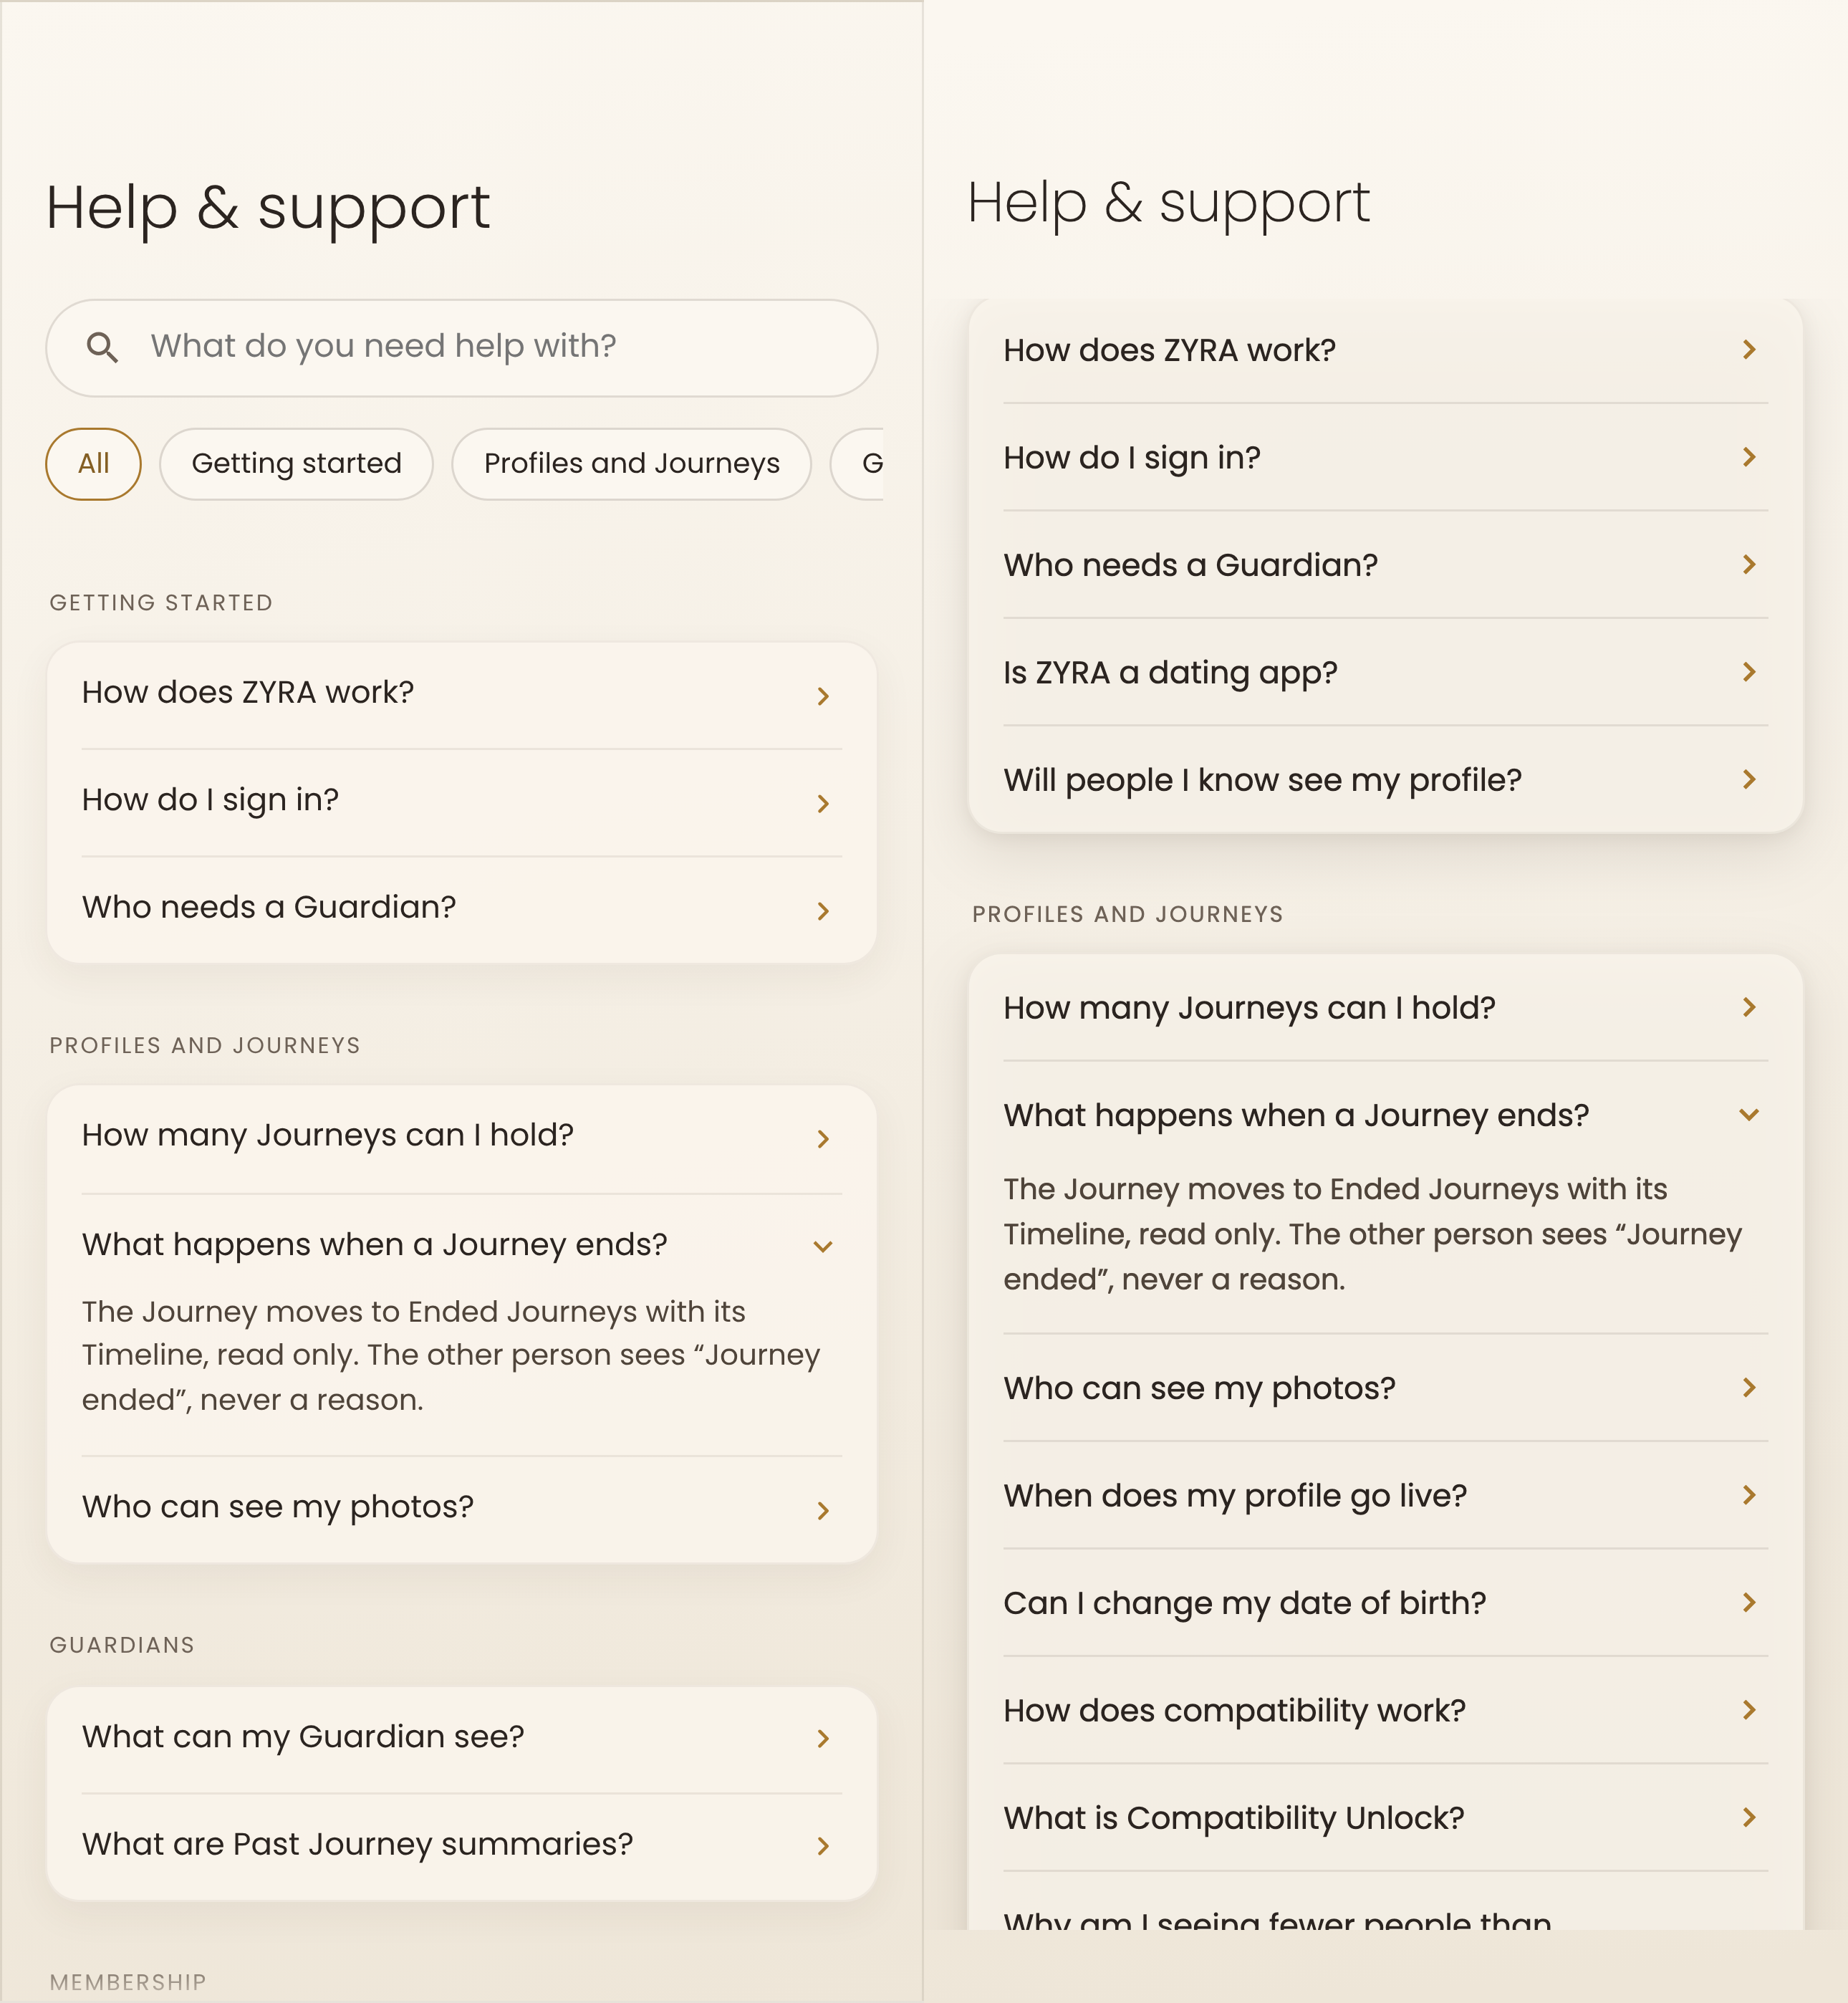 Help & support
What do you need help with?
All
Getting started
Profiles and Journeys
G
GETTING STARTED
How does ZYRA work?
How do I sign in?
Who needs a Guardian?
PROFILES AND JOURNEYS
How many Journeys can I hold?
What happens when a Journey ends?
The Journey moves to Ended Journeys with its
Timeline, read only. The other person sees “Journey
ended”, never a reason.
Who can see my photos?
GUARDIANS
What can my Guardian see?
What are Past Journey summaries?
MEMBERSHIP
Help & support
How does ZYRA work?
How do I sign in?
Who needs a Guardian?
Is ZYRA a dating app?
Will people I know see my profile?
PROFILES AND JOURNEYS
How many Journeys can I hold?
What happens when a Journey ends?
The Journey moves to Ended Journeys with its
Timeline, read only. The other person sees “Journey
ended”, never a reason.
Who can see my photos?
When does my profile go live?
Can I change my date of birth?
How does compatibility work?
What is Compatibility Unlock?
Why am I seeing fewer people than